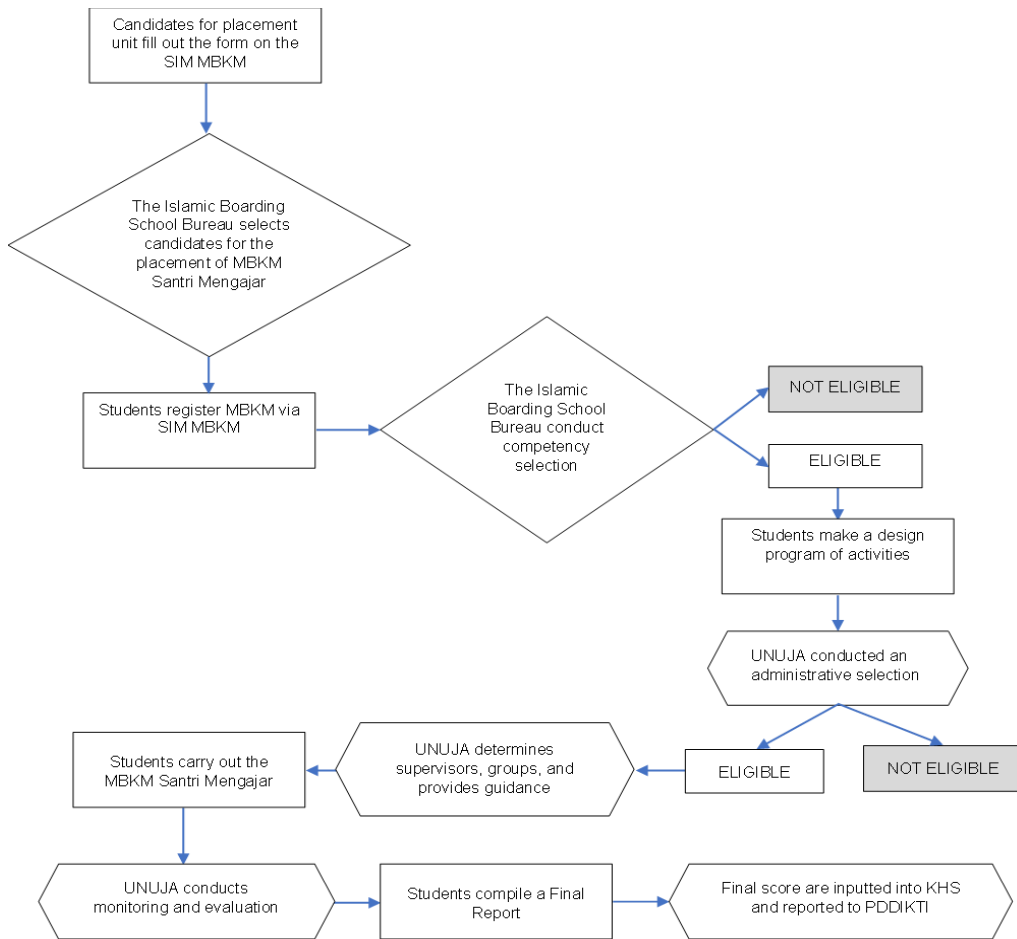 Candidates for placement
unit fill out the form on the
SIM MBKM
The Islamic Boarding
School Bureau selects
candidates for the
placement of MBKM
Santri Mengajar
Students register MBKM via
SIM MBKM
The Islamic
Boarding School
Bureau conduct
competency
selection
NOT ELIGIBLE
ELIGIBLE
Students make a design
program of activities
UNUJA conducted an
administrative selection
ELIGIBLE
NOT ELIGIBLE
UNUJA determines
supervisors, groups, and
provides guidance
Students carry out the
MBKM Santri Mengajar
UNUJA conducts
monitoring and evaluation
Students compile a Final
Report
Final score are inputted into KHS
and reported to PDDIKTI